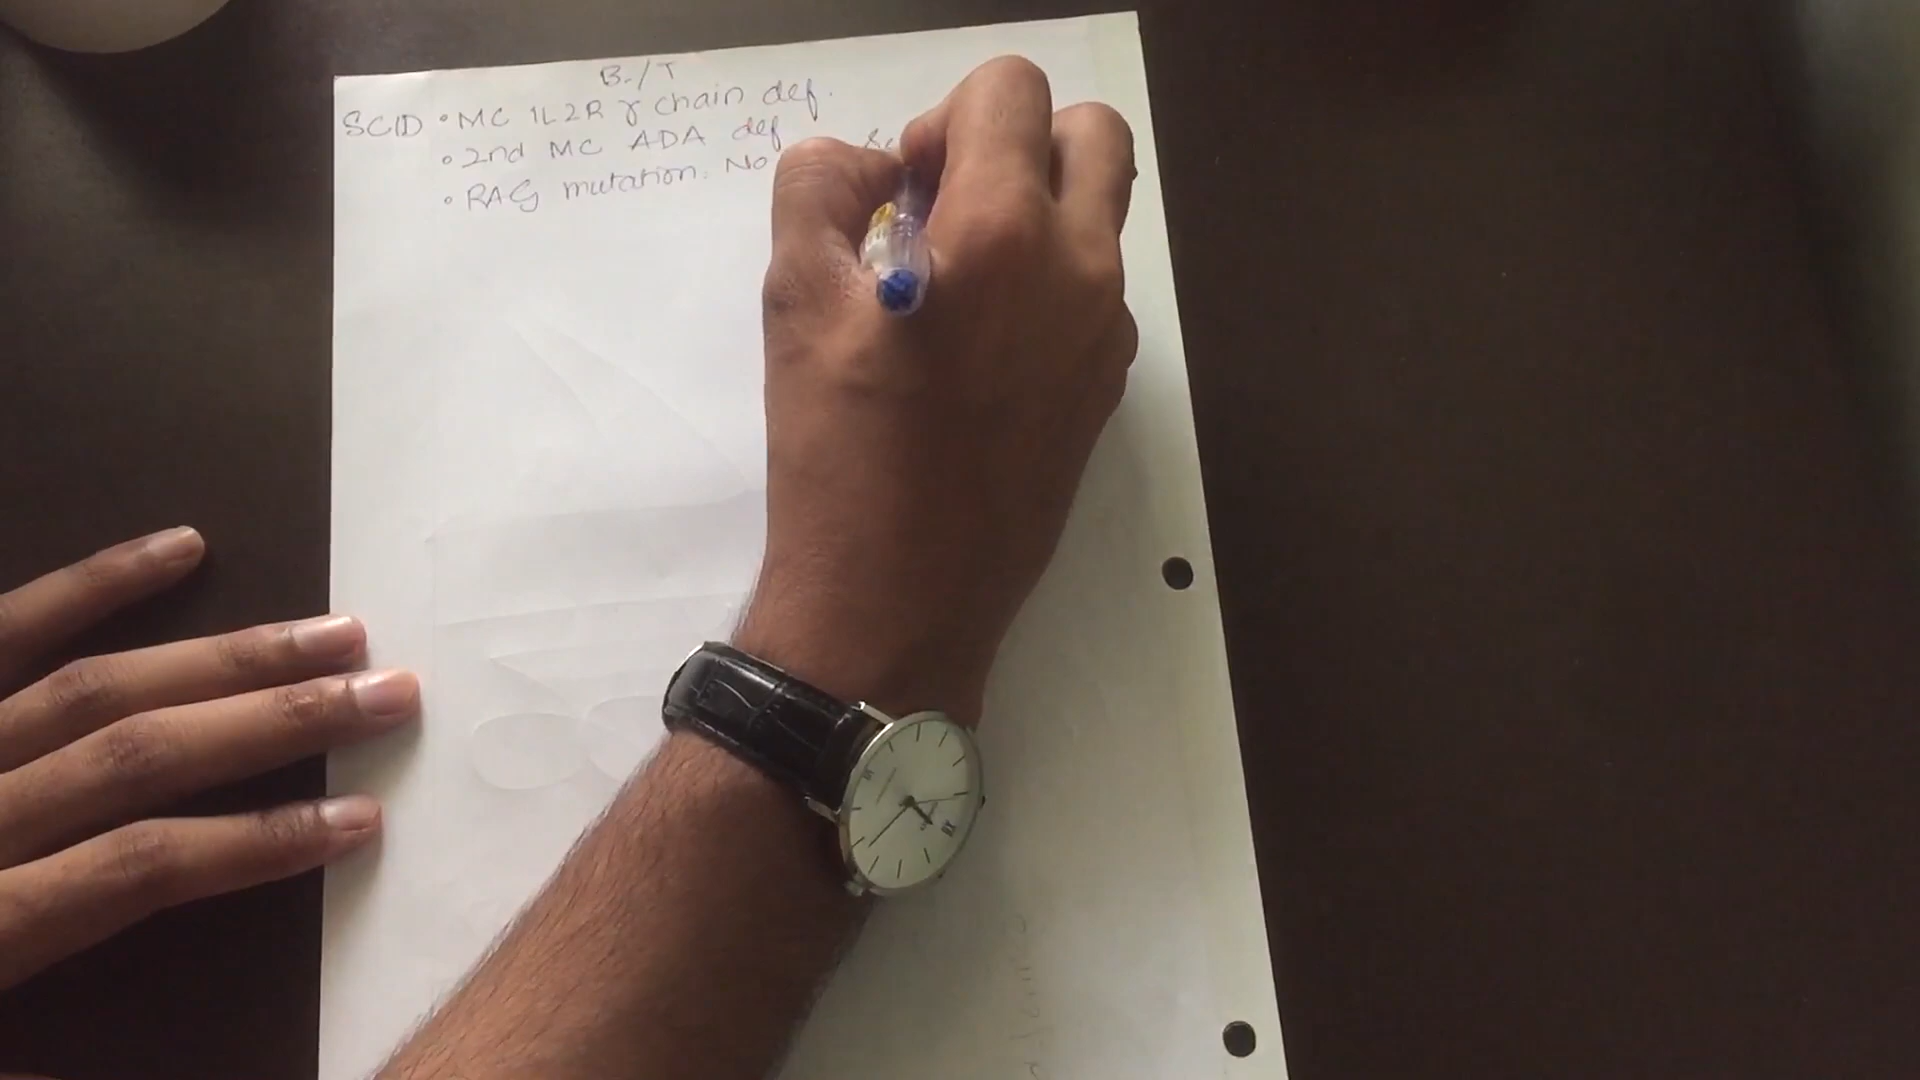 B./T
SCID • MC IL2R γ chain def.
• 2nd MC ADA def
• RAG mutation. No